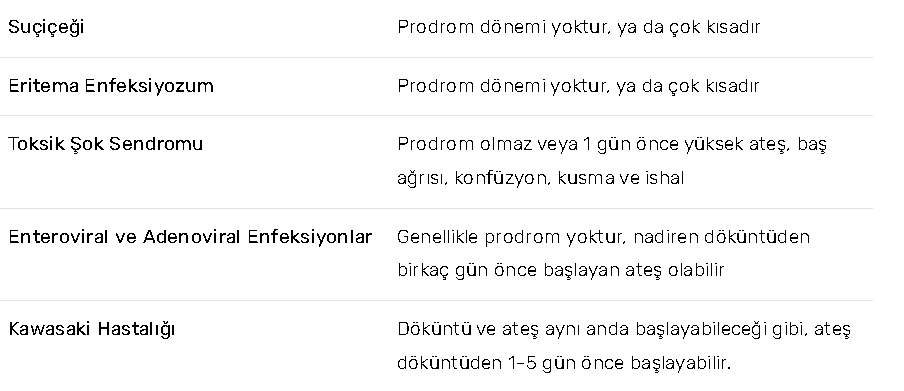 Suçiçeği Prodrom dönemi yoktur, ya da çok kısadır
Eritema Enfeksiyozum Prodrom dönemi yoktur, ya da çok kısadır
Toksik Şok Sendromu Prodrom olmaz veya 1 gün önce yüksek ateş, baş
ağrısı, konfüzyon, kusma ve ishal
Enteroviral ve Adenoviral Enfeksiyonlar Genellikle prodrom yoktur, nadiren döküntüden
birkaç gün önce başlayan ateş olabilir
Kawasaki Hastalığı Döküntü ve ateş aynı anda başlayabileceği gibi, ateş
döküntüden 1-5 gün önce başlayabilir.